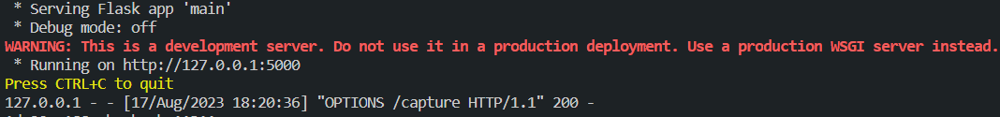 * Serving Flask app 'main'
* Debug mode: off
WARNING: This is a development server. Do not use it in a production deployment. Use a production WSGI server instead.
* Running on http://127.0.0.1:5000
Press CTRL+C to quit
127.0.0.1 - - [17/Aug/2023 18:20:36] "OPTIONS /capture HTTP/1.1" 200 -